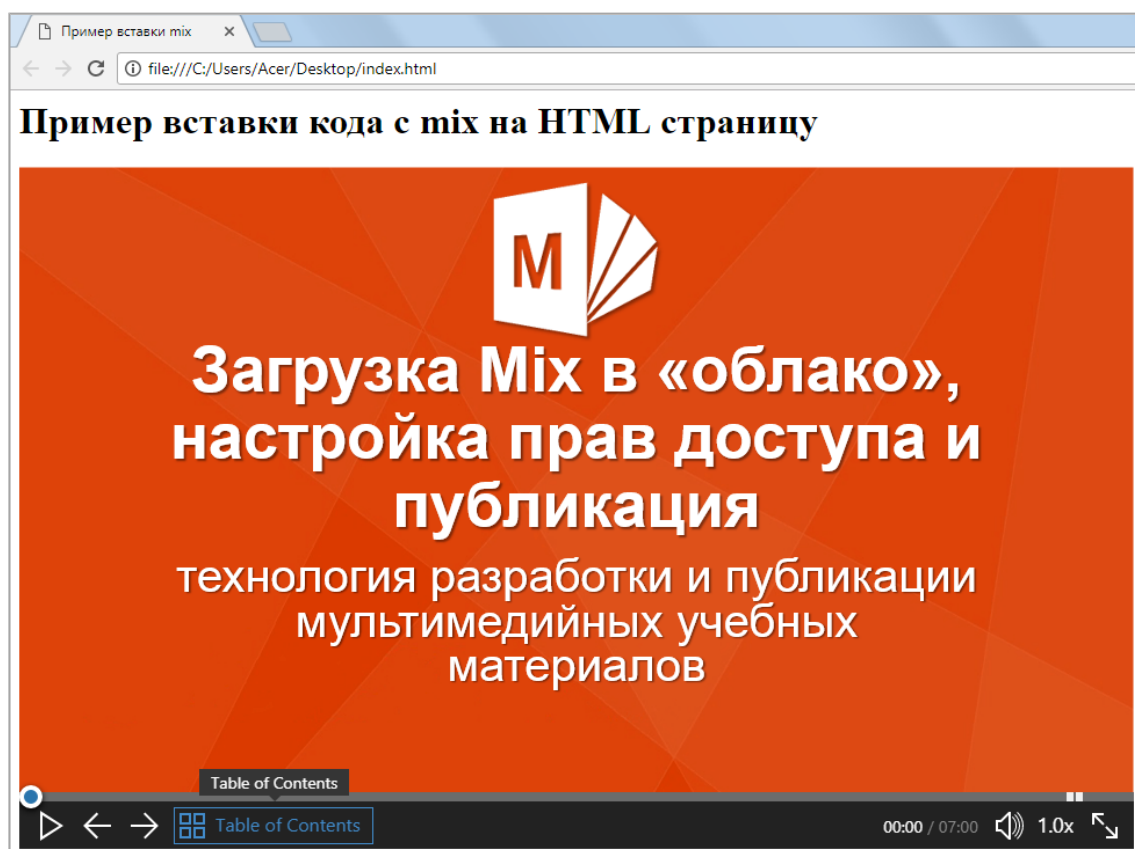 Пример вставки mix
file:///C:/Users/Acer/Desktop/index.html
Пример вставки кода с mix на HTML страницу
M
Загрузка Mix в «облако»,
настройка прав доступа и
публикация
технология разработки и публикации
мультимедийных учебных
материалов
Table of Contents
Table of Contents
00:00 / 07:00 1.0x